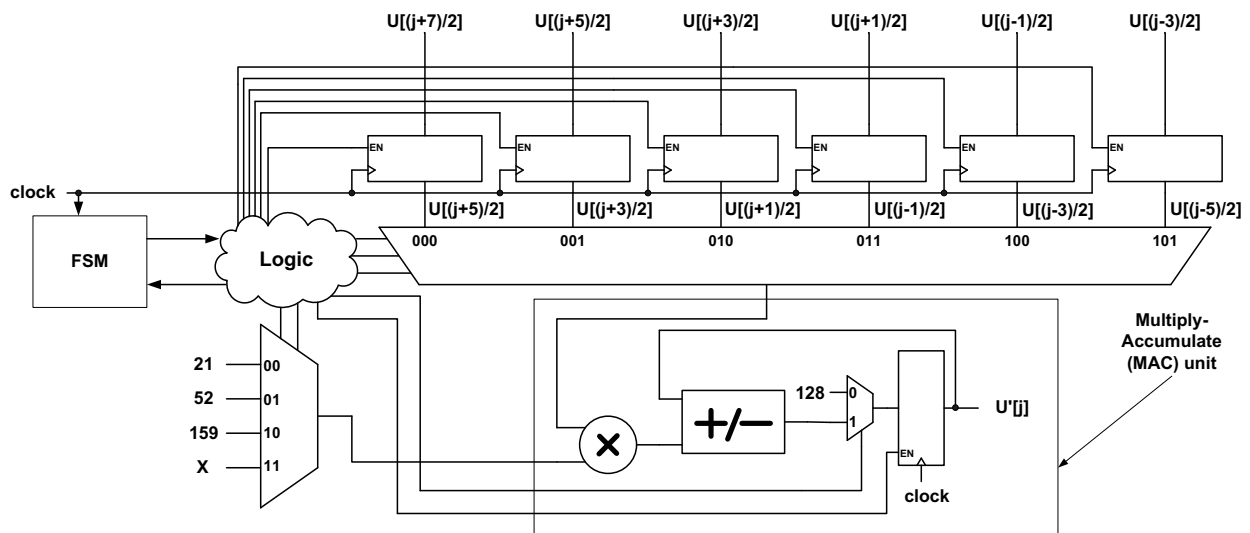 U[(j+7)/2] U[(j+5)/2] U[(j+3)/2] U[(j+1)/2] U[(j-1)/2] U[(j-3)/2]
EN EN EN EN EN EN
clock
U[(j+5)/2] U[(j+3)/2] U[(j+1)/2] U[(j-1)/2] U[(j-3)/2] U[(j-5)/2]
000 001 010 011 100 101
FSM
Logic
Multiply-
Accumulate
(MAC) unit
21 00
52 01
159 10
X 11
×
+/−
128 0
1
EN
clock
U'[j]